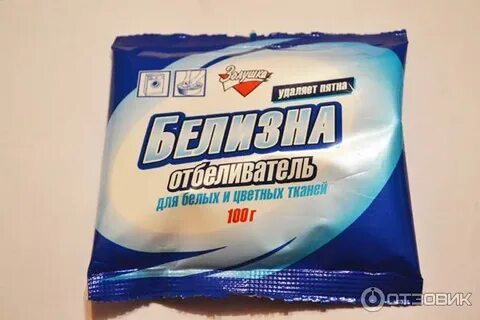 Золушка
удаляет пятна
БЕЛИЗНА
отбеливатель
для белых и цветных тканей
100 г
ОТЗОВИК